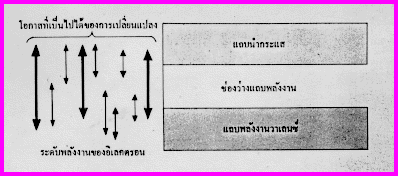 โอกาสที่เป็นไปได้ของการเปลี่ยนแปลง
แถบนำกระแส
ช่องว่างแถบพลังงาน
แถบพลังงานวาเลนซ์
ระดับพลังงานของอิเลคตรอน